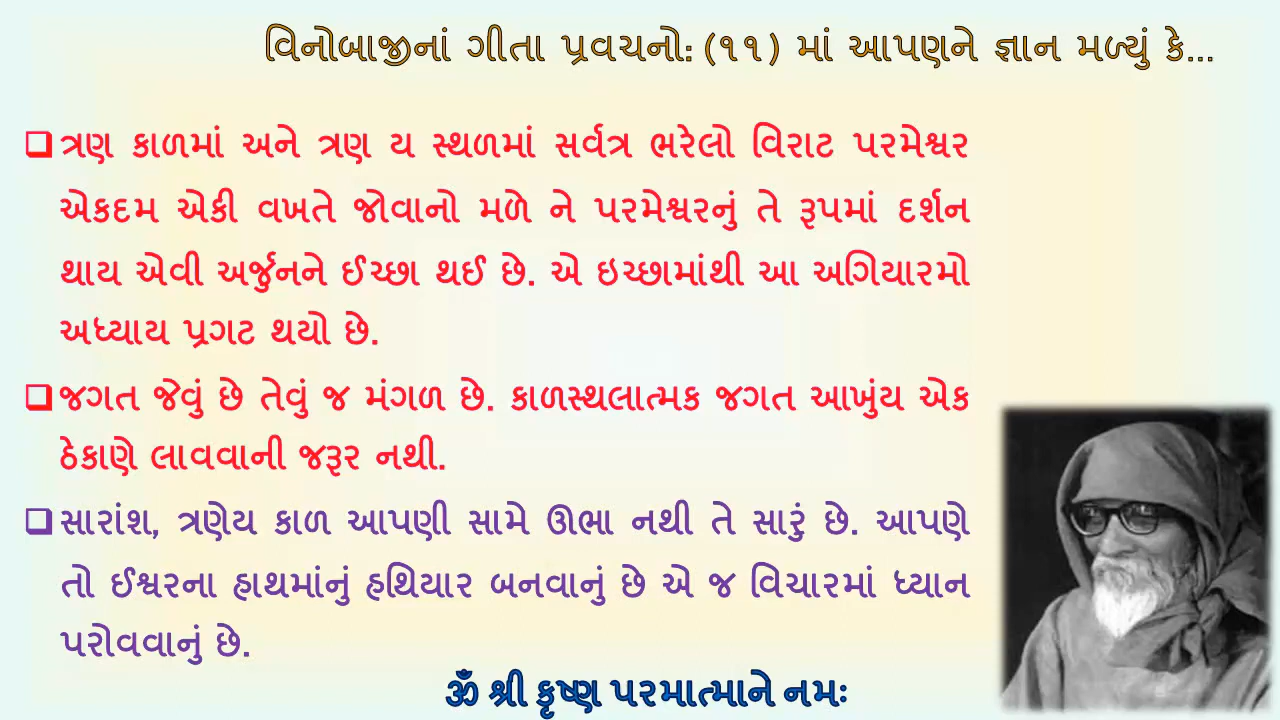 વિનોબાજીનાં ગીતા પ્રવચનો: (૧૧) માં આપણને જ્ઞાન મળ્યું કે...
❑ ત્રણ કાળમાં અને ત્રણ ય સ્થળમાં સર્વત્ર ભરેલો વિરાટ પરમેશ્વર
એકદમ એકી વખતે જોવાનો મળે ને પરમેશ્વરનું તે રૂપમાં દર્શન
થાય એવી અર્જુનને ઈચ્છા થઈ છે. એ ઇચ્છામાંથી આ અગિયારમો
અધ્યાય પ્રગટ થયો છે.
❑ જગત જેવું છે તેવું જ મંગળ છે. કાળસ્થલાત્મક જગત આખુંય એક
ઠેકાણે લાવવાની જરૂર નથી.
❑ સારાંશ, ત્રણેય કાળ આપણી સામે ઊભા નથી તે સારું છે. આપણે
તો ઈશ્વરના હાથમાંનું હથિયાર બનવાનું છે એ જ વિચારમાં ધ્યાન
પરોવવાનું છે.
ૐ શ્રી કૃષ્ણ પરમાત્માને નમઃ